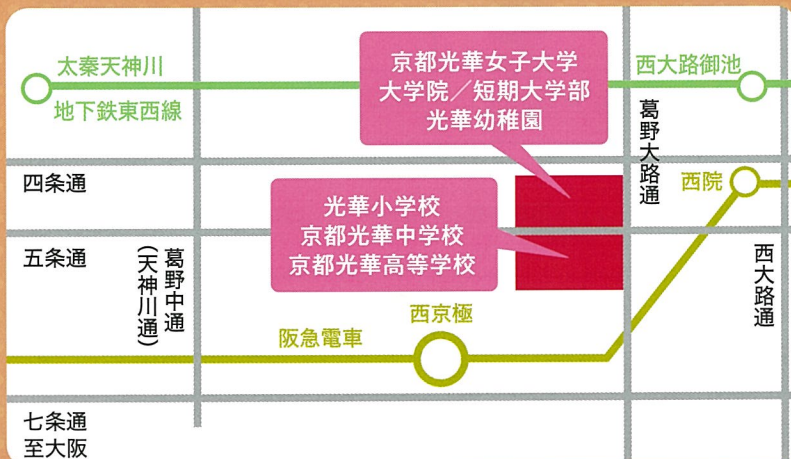 太秦天神川
地下鉄東西線
京都光華女子大学
大学院／短期大学部
光華幼稚園
西大路御池
葛野大路通
四条通
西院
光華小学校
京都光華中学校
京都光華高等学校
五条通
葛野中通
(天神川通)
西大路通
西京極
阪急電車
七条通
至大阪